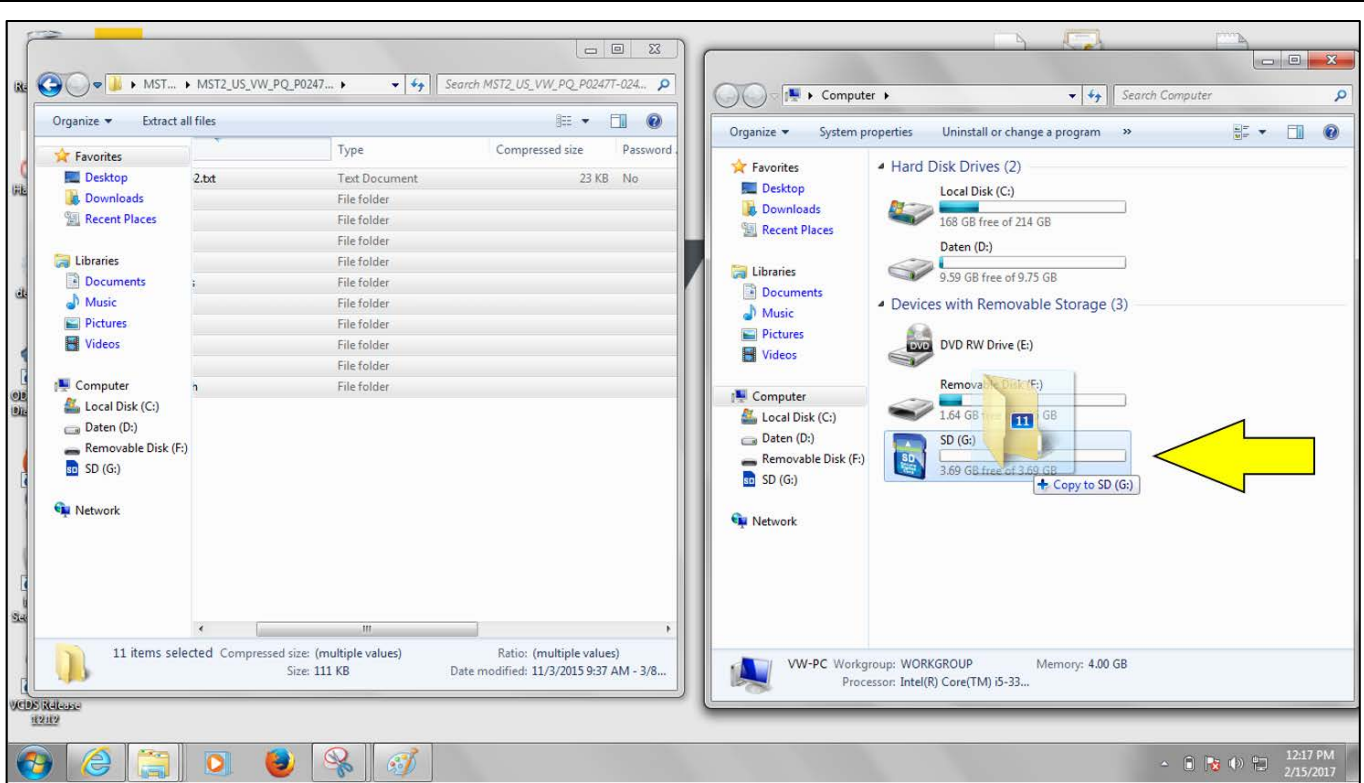 MST... ▸ MST2_US_VW_PQ_P0247... ▸
Search MST2_US_VW_PQ_P0247T-024...
Organize
Extract all files
Type
Compressed size
Password
Favorites
Desktop
Downloads
Recent Places
Libraries
Documents
Music
Pictures
Videos
Computer
Local Disk (C:)
Daten (D:)
Removable Disk (F:)
SD (G:)
Network
2.txt
Text Document
23 KB
No
File folder
File folder
File folder
File folder
File folder
File folder
File folder
File folder
File folder
File folder
11 items selected
Compressed size: (multiple values)
Size: 111 KB
Ratio: (multiple values)
Date modified: 11/3/2015 9:37 AM - 3/8...
Computer ▸
Search Computer
Organize
System properties
Uninstall or change a program
»
Favorites
Desktop
Downloads
Recent Places
Libraries
Documents
Music
Pictures
Videos
Computer
Local Disk (C:)
Daten (D:)
Removable Disk (F:)
SD (G:)
Network
Hard Disk Drives (2)
Local Disk (C:)
168 GB free of 214 GB
Daten (D:)
9.59 GB free of 9.75 GB
Devices with Removable Storage (3)
DVD
DVD RW Drive (E:)
Removable Disk (F:)
1.64 GB GB
11
SD (G:)
SD
3.69 GB free of 3.69 GB
Copy to SD (G:)
VW-PC
Workgroup: WORKGROUP
Memory: 4.00 GB
Processor: Intel(R) Core(TM) i5-33...
VCDS Release
12:17 PM
2/15/2017